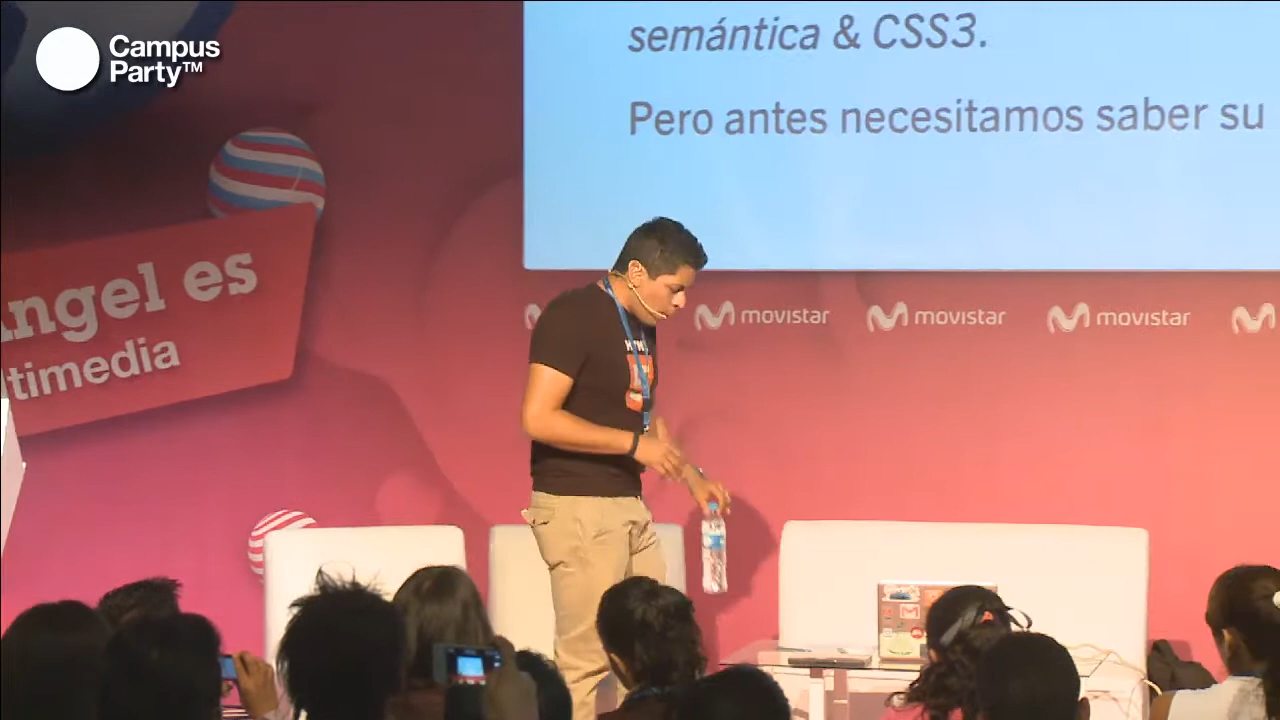 Campus
Party™
semántica & CSS3.
Pero antes necesitamos saber su
ngel es
timedia
movistar
movistar
movistar